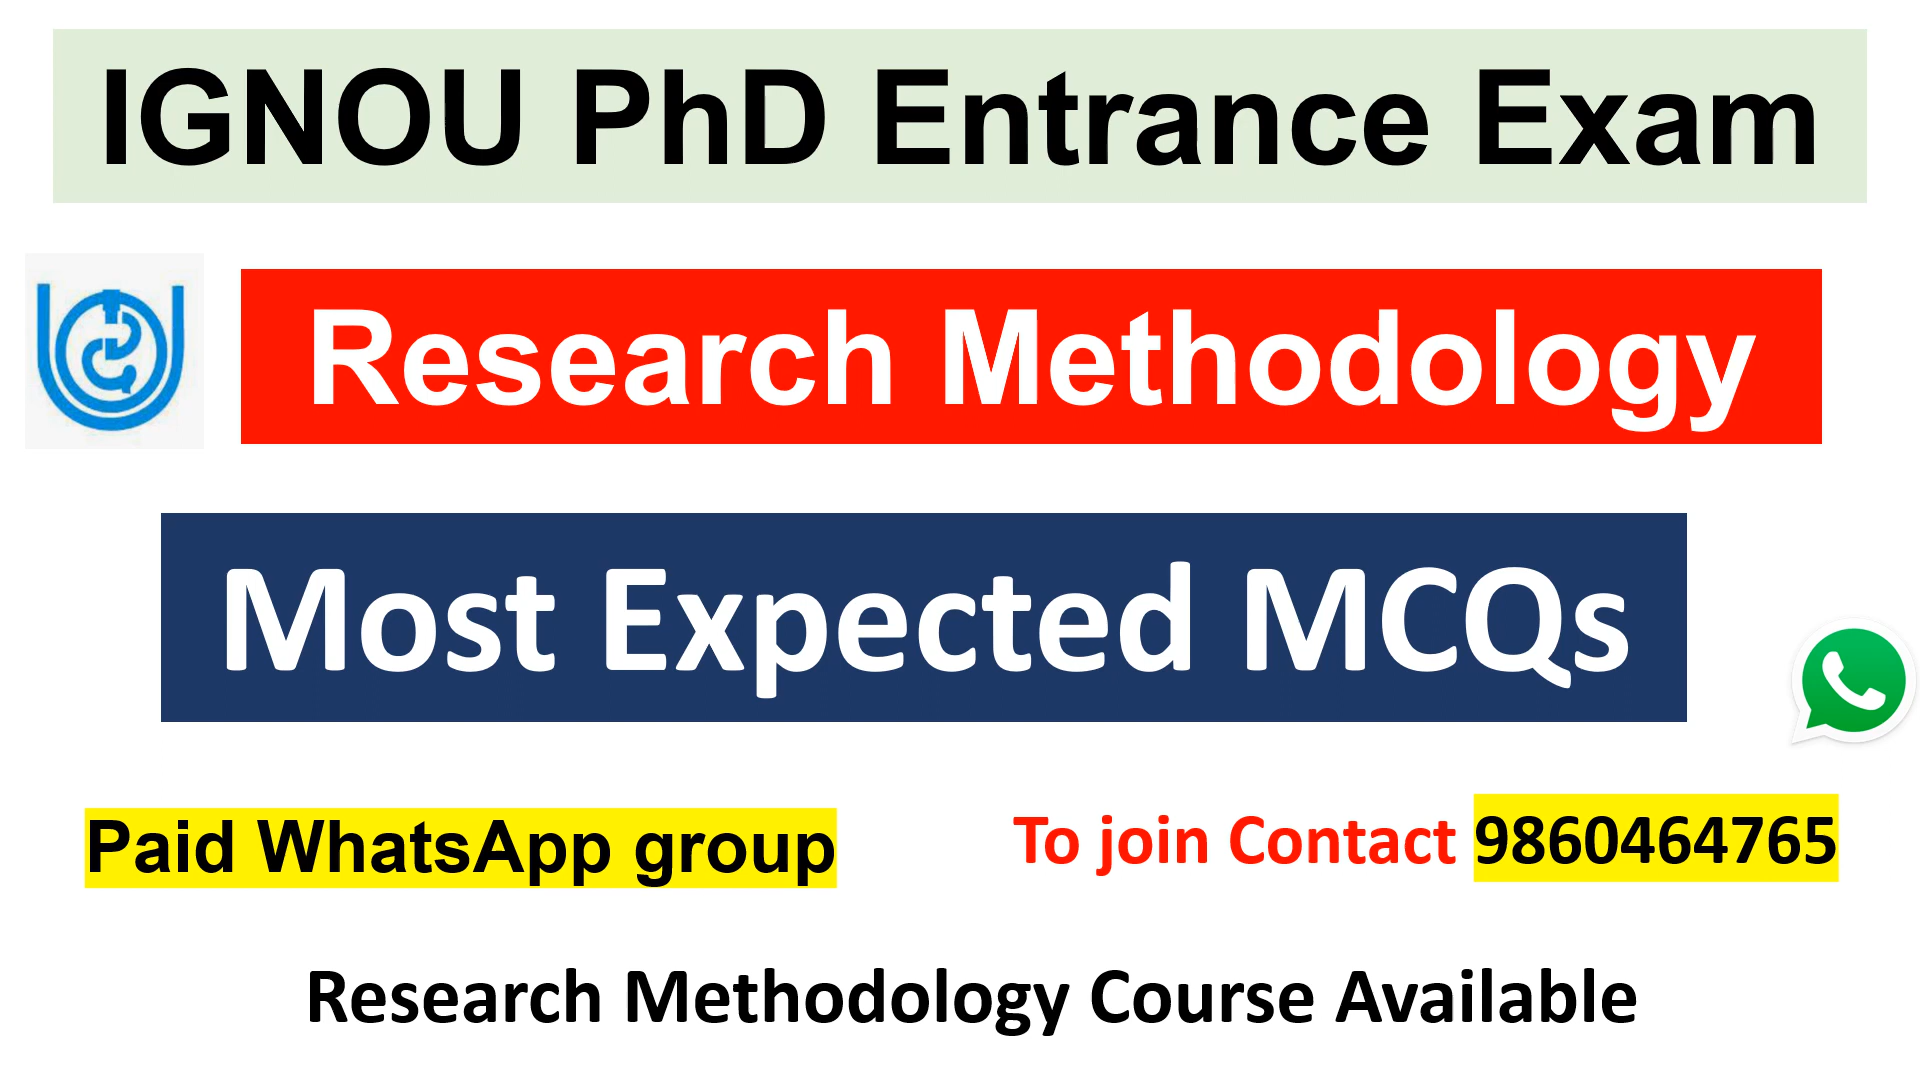 IGNOU PhD Entrance Exam
Research Methodology
Most Expected MCQs
Paid WhatsApp group
To join Contact 9860464765
Research Methodology Course Available